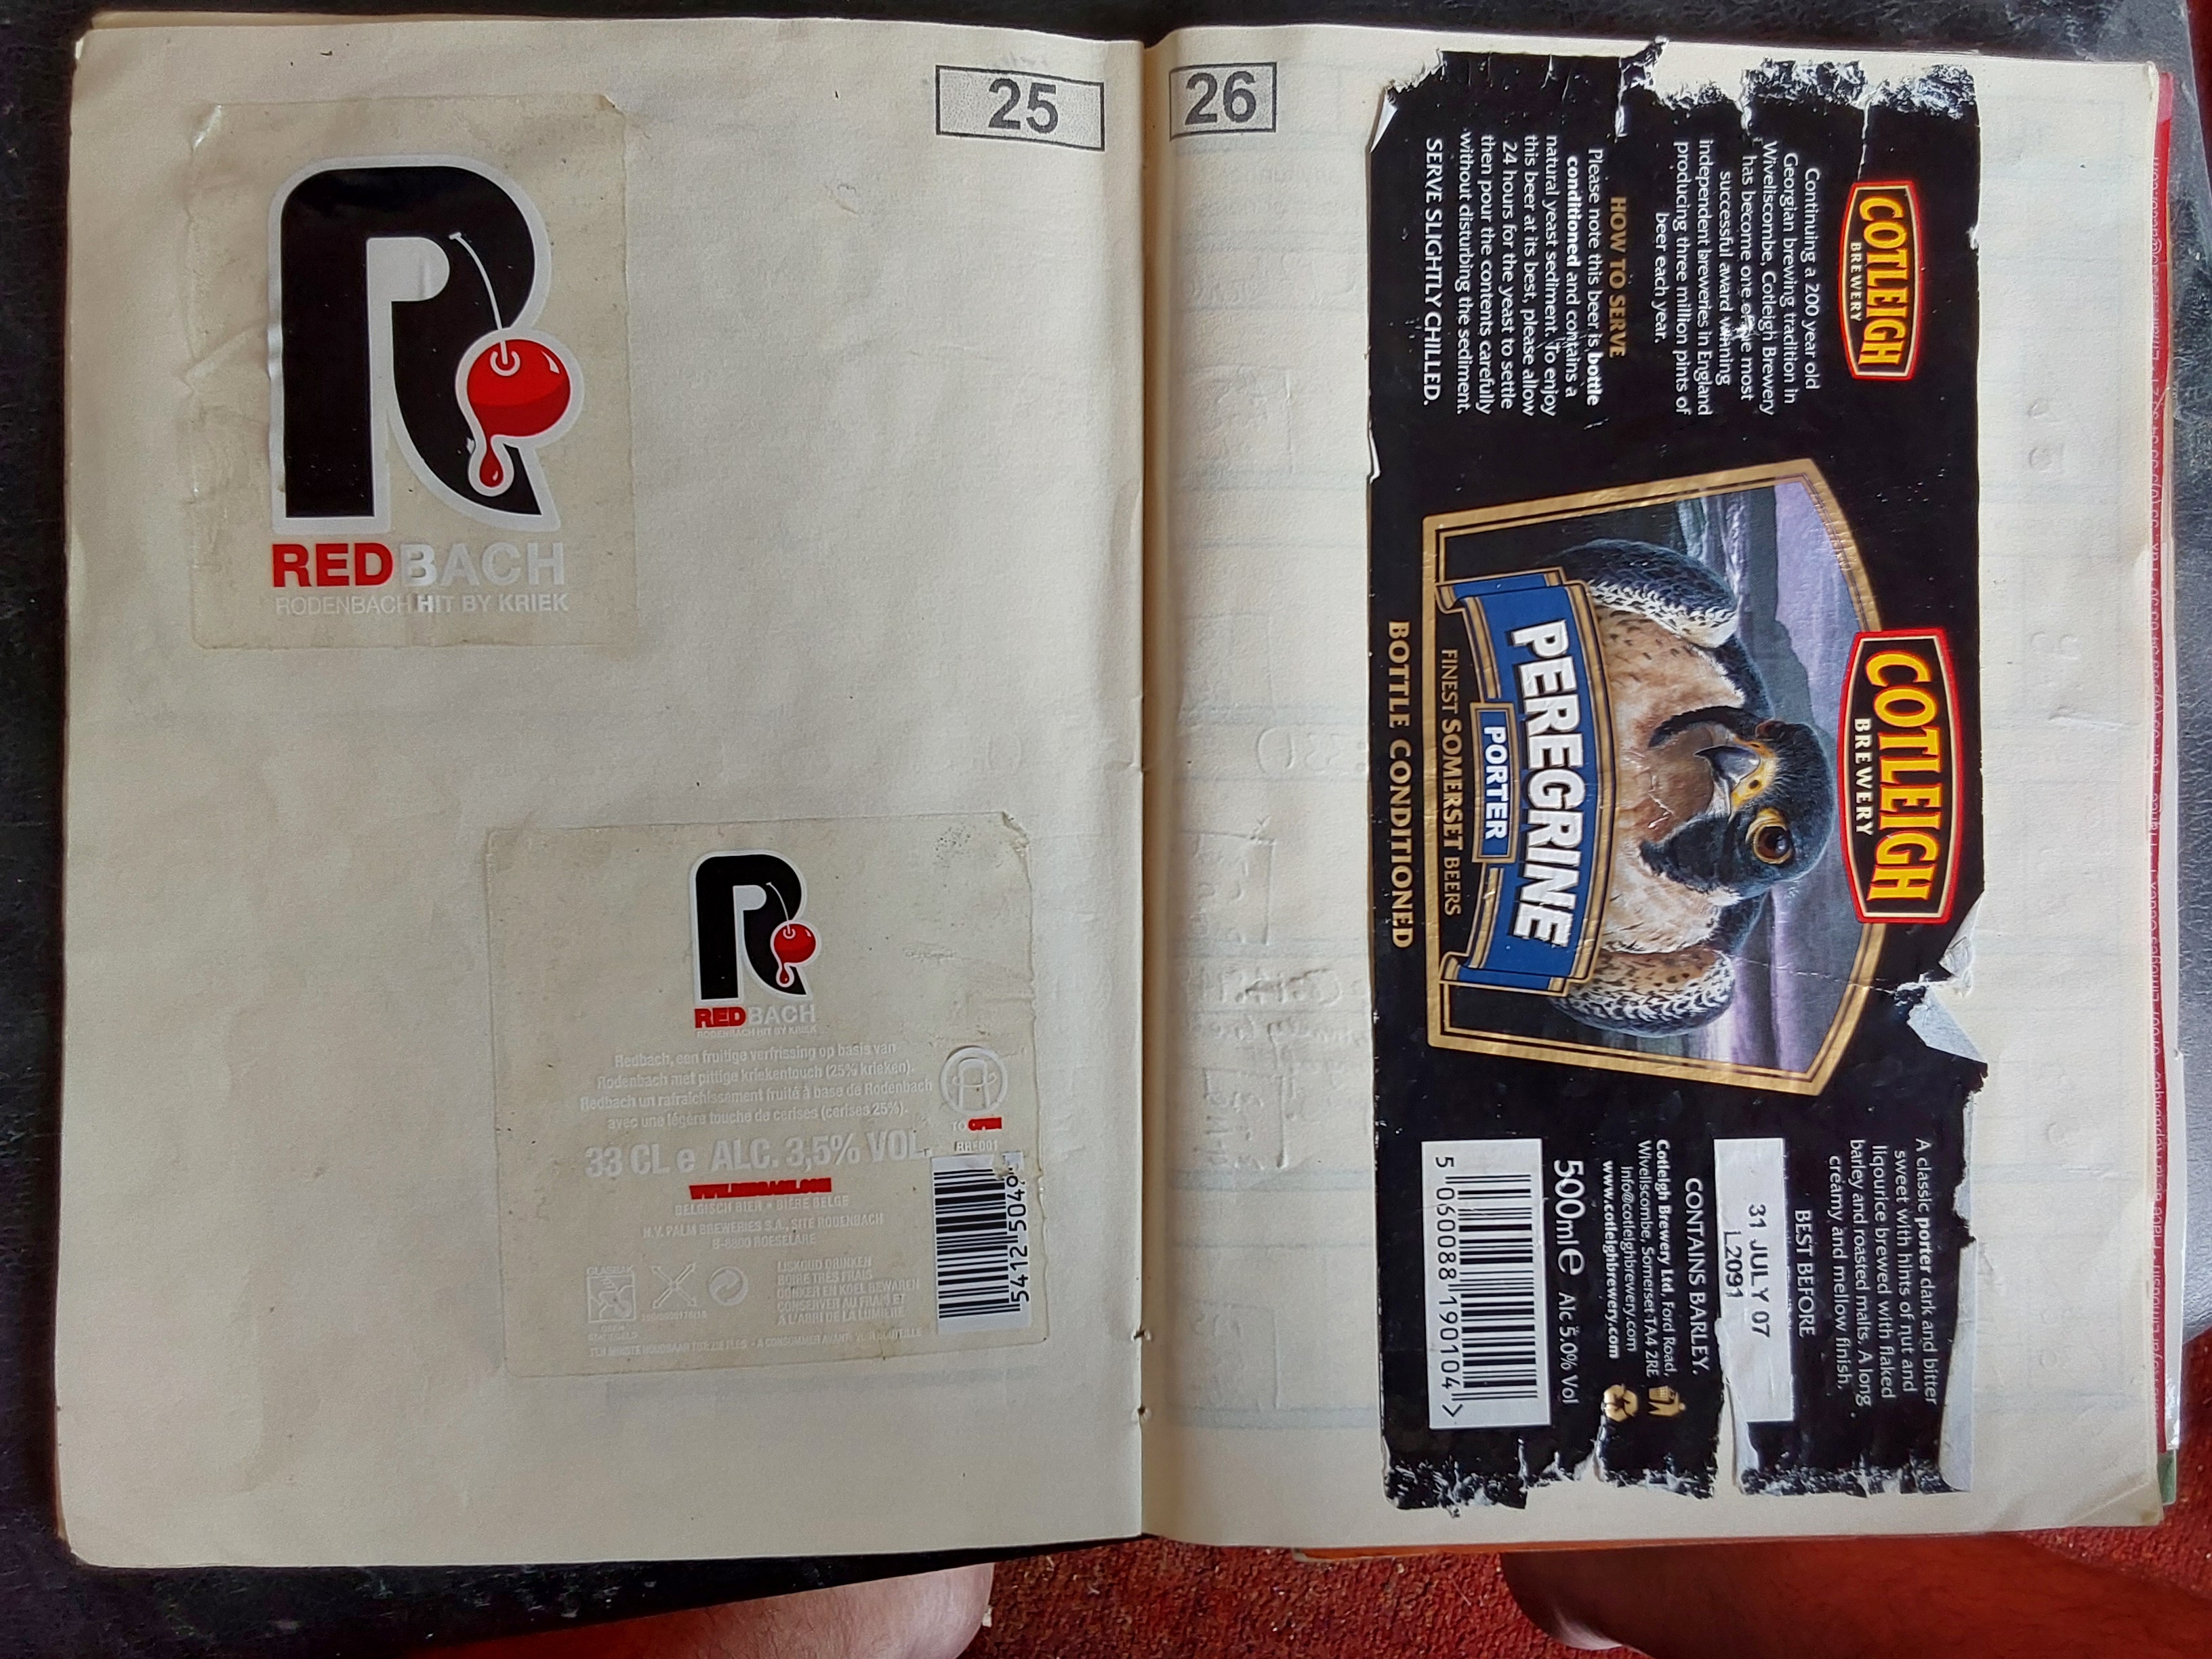 25
REDBACH
RODENBACH HIT BY KRIEK
REDBACH
RODENBACH HIT BY KRIEK
Redbach, een fruitige verfrissing op basis van
Rodenbach met pittige kriekentouch (25% krieken).
Redbach un rafraîchissement fruité à base de Rodenbach
avec une légère touche de cerises (cerises 25%).
33 CL e ALC. 3,5% VOL.
WWW.REDBACH.COM
BELGISCH BIER • BIÈRE BELGE
N.V. PALM BREWERIES S.A., SITE RODENBACH
B-8800 ROESELARE
TO OPEN
5412 504
LISKOUD DRINKEN
BOIRE TRÈS FRAIS
DONKER EN KOEL BEWAREN
CONSERVER AU FRAIS ET
À L'ABRI DE LA LUMIÈRE
26
COTLEIGH
BREWERY
Continuing a 200 year old
Georgian brewing tradition in
Wiveliscombe, Cotleigh Brewery
has become one of the most
successful award winning
independent breweries in England
producing three million pints of
beer each year.
HOW TO SERVE
Please note this beer is bottle
conditioned and contains a
natural yeast sediment. To enjoy
this beer at its best, please allow
24 hours for the yeast to settle
then pour the contents carefully
without disturbing the sediment.
SERVE SLIGHTLY CHILLED.
COTLEIGH
BREWERY
PEREGRINE
PORTER
FINEST SOMERSET BEERS
BOTTLE CONDITIONED
A classic porter dark and bitter
sweet with hints of nut and
liqourice brewed with flaked
barley and roasted malts. A long
creamy and mellow finish.
BEST BEFORE
31 JULY 07
L2091
CONTAINS BARLEY.
Cotleigh Brewery Ltd, Ford Road,
Wiveliscombe, Somerset TA4 2RE
info@cotleighbrewery.com
www.cotleighbrewery.com
500ml e Alc 5.0% Vol
5 060088 190104 >